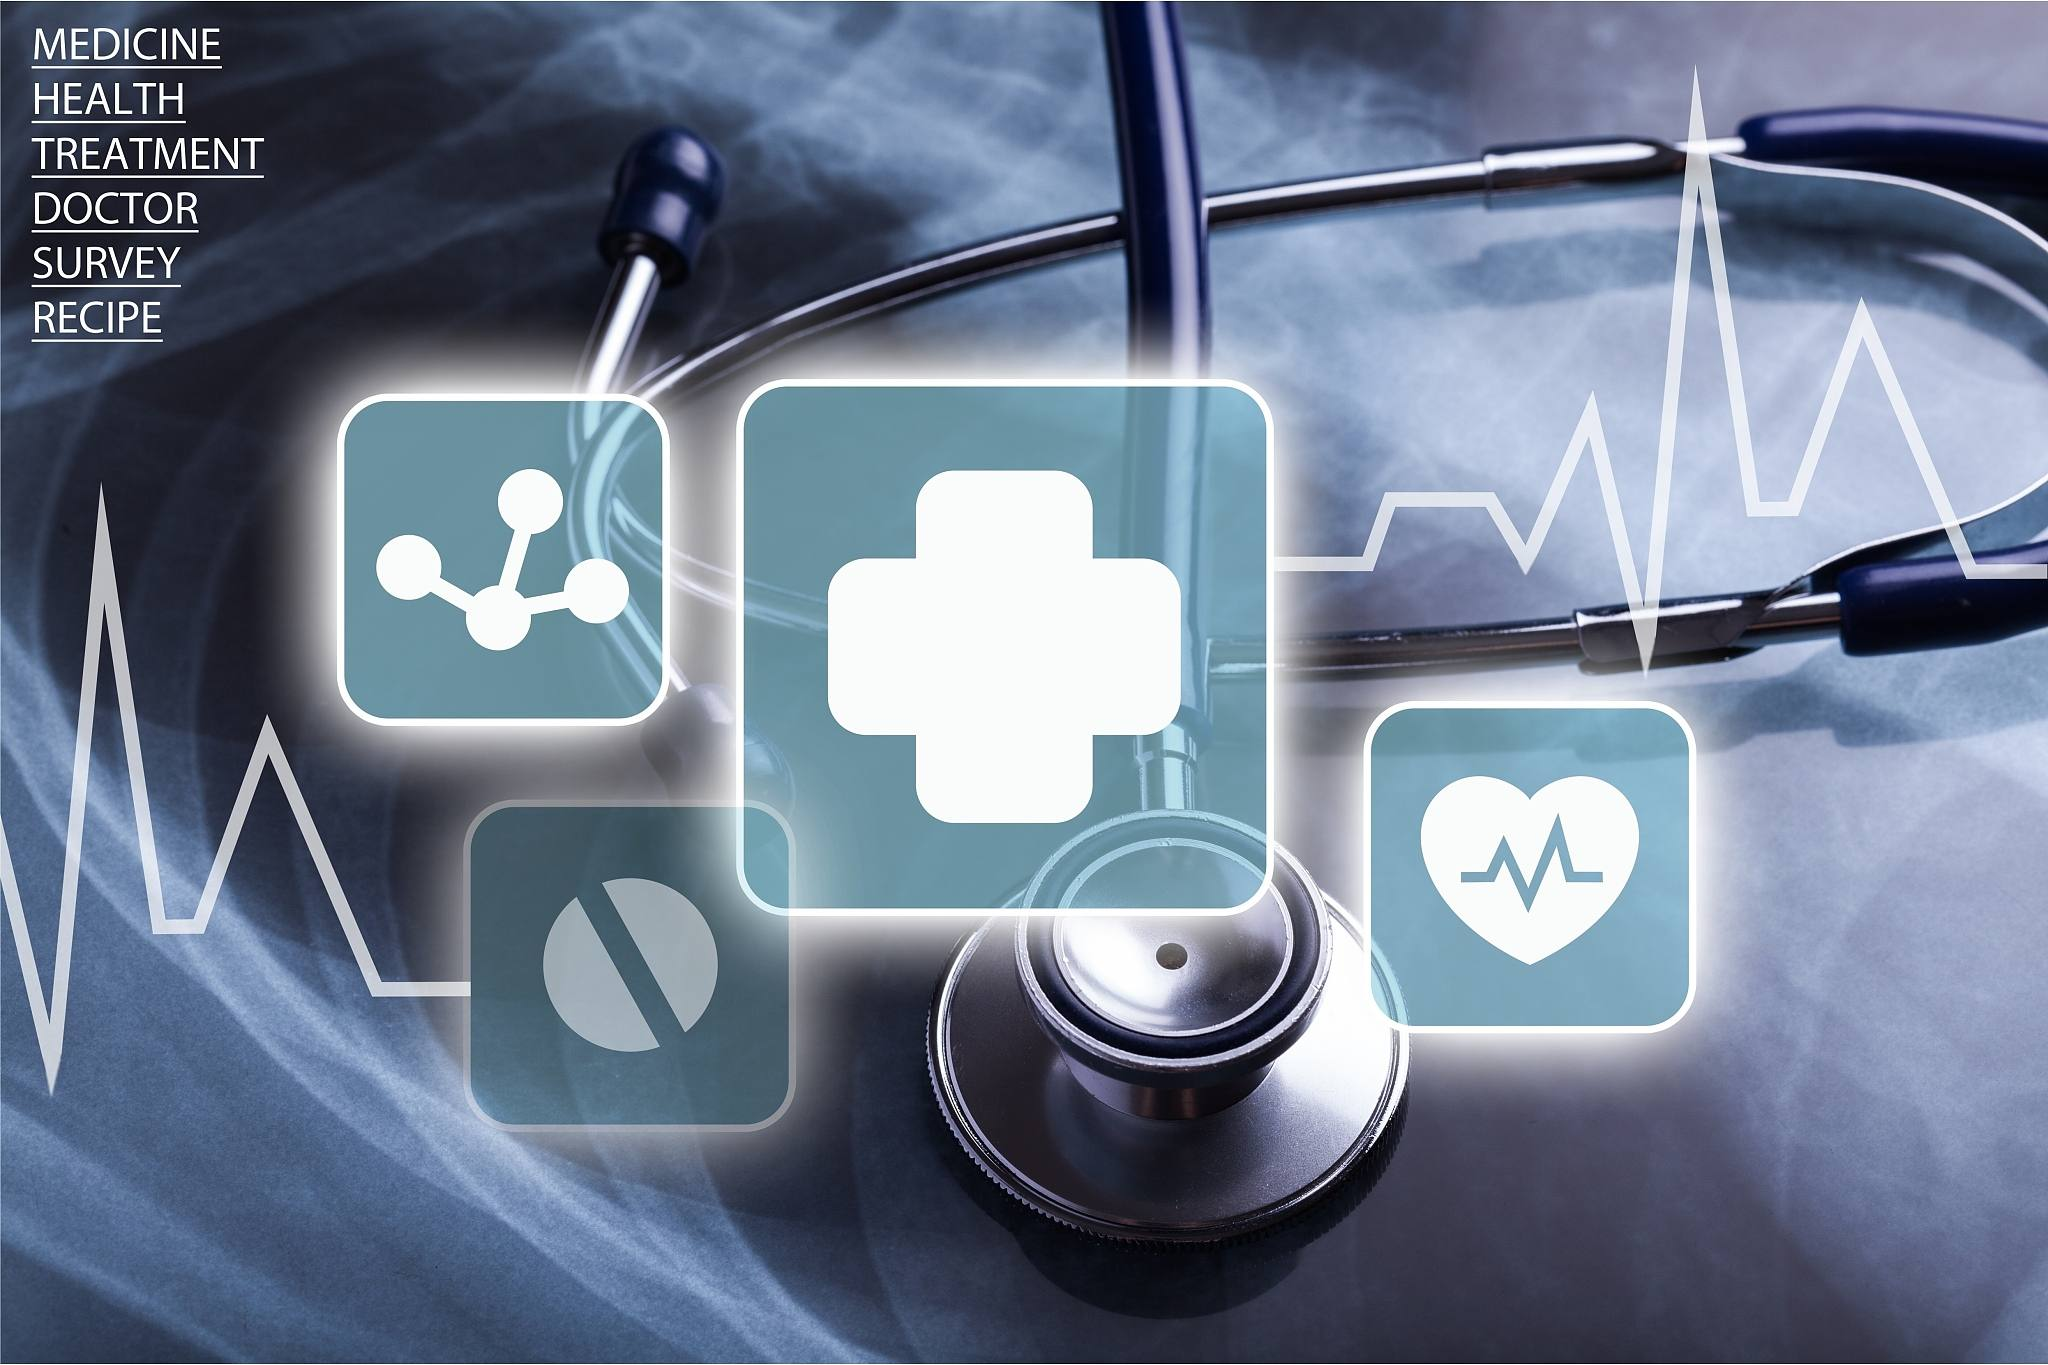 MEDICINE
HEALTH
TREATMENT
DOCTOR
SURVEY
RECIPE